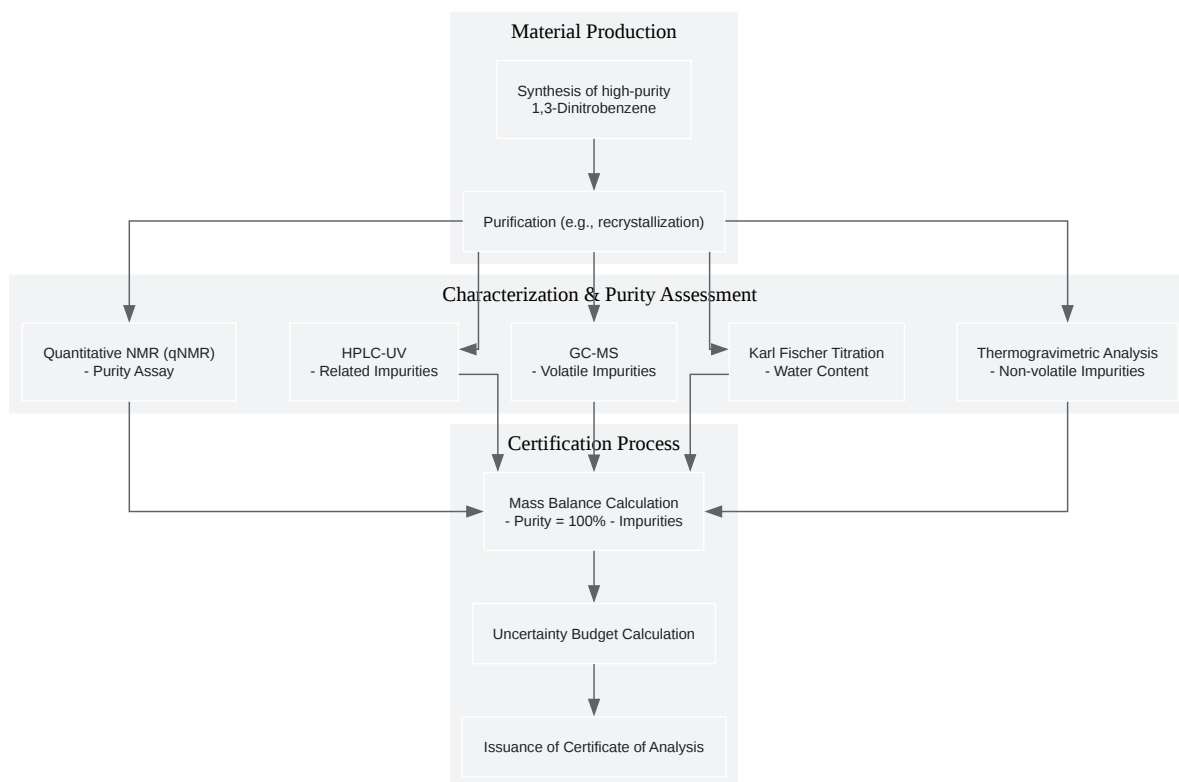 Material Production
Synthesis of high-purity
1,3-Dinitrobenzene
Purification (e.g., recrystallization)
Characterization & Purity Assessment
Quantitative NMR (qNMR)
- Purity Assay
HPLC-UV
- Related Impurities
GC-MS
- Volatile Impurities
Karl Fischer Titration
- Water Content
Thermogravimetric Analysis
- Non-volatile Impurities
Certification Process
Mass Balance Calculation
- Purity = 100% - Impurities
Uncertainty Budget Calculation
Issuance of Certificate of Analysis